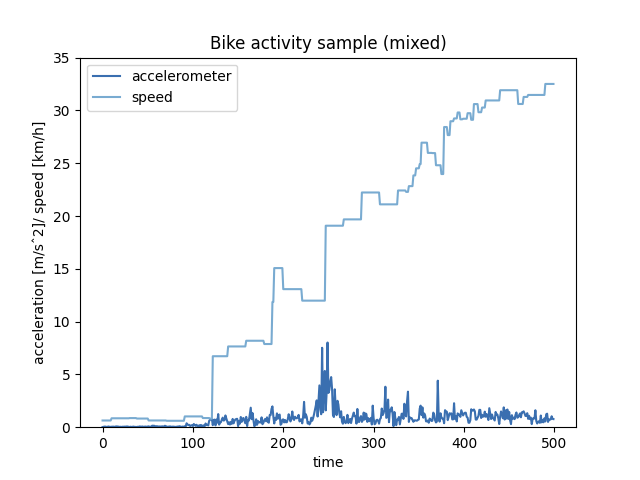 Bike activity sample (mixed)
accelerometer
speed
35
30
25
20
15
10
5
0
acceleration [m/sˆ2]/ speed [km/h]
0 100 200 300 400 500
time